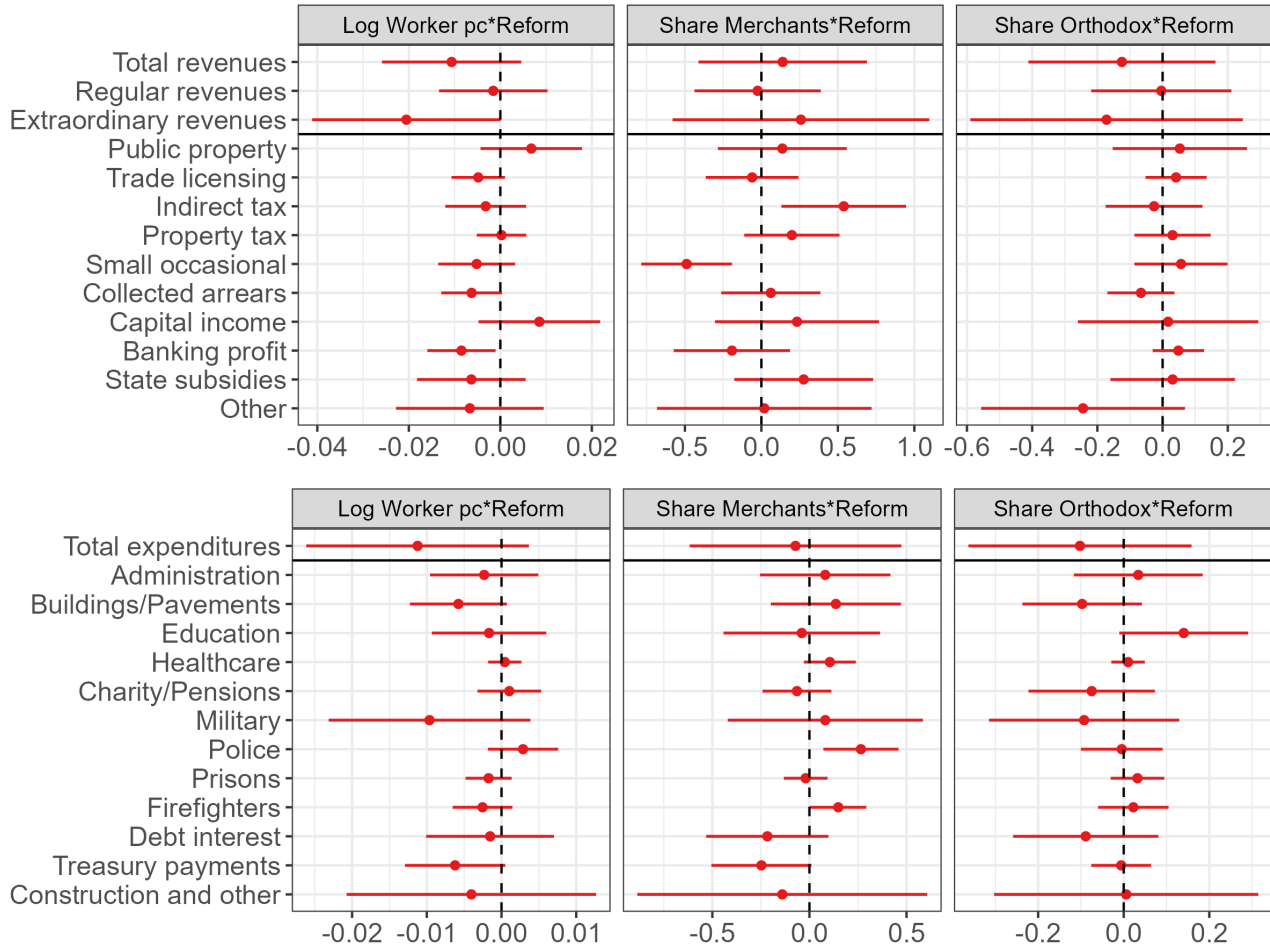 Log Worker pc*Reform Share Merchants*Reform Share Orthodox*Reform
Total revenues
Regular revenues
Extraordinary revenues
Public property
Trade licensing
Indirect tax
Property tax
Small occasional
Collected arrears
Capital income
Banking profit
State subsidies
Other
-0.04 -0.02 0.00 0.02 -0.5 0.0 0.5 1.0 -0.6 -0.4 -0.2 0.0 0.2
Log Worker pc*Reform Share Merchants*Reform Share Orthodox*Reform
Total expenditures
Administration
Buildings/Pavements
Education
Healthcare
Charity/Pensions
Military
Police
Prisons
Firefighters
Debt interest
Treasury payments
Construction and other
-0.02 -0.01 0.00 0.01 -0.5 0.0 0.5 -0.2 0.0 0.2